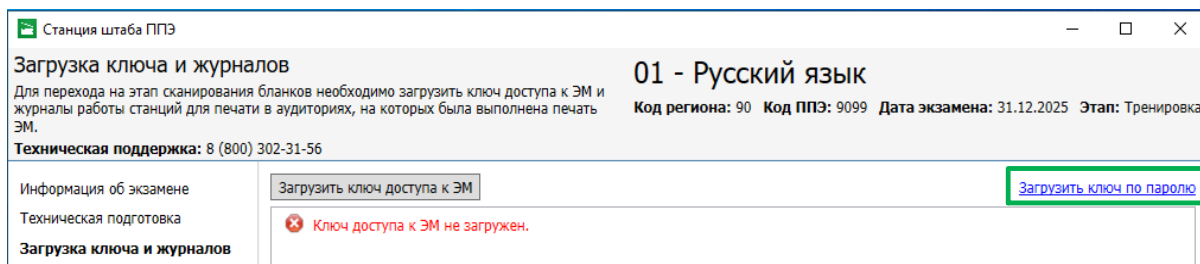 Станция штаба ППЭ
Загрузка ключа и журналов
Для перехода на этап сканирования бланков необходимо загрузить ключ доступа к ЭМ и
журналы работы станций для печати в аудиториях, на которых была выполнена печать
ЭМ.
Техническая поддержка: 8 (800) 302-31-56
01 - Русский язык
Код региона: 90 Код ППЭ: 9099 Дата экзамена: 31.12.2025 Этап: Тренировка
Информация об экзамене
Техническая подготовка
Загрузка ключа и журналов
Загрузить ключ доступа к ЭМ
Загрузить ключ по паролю
Ключ доступа к ЭМ не загружен.